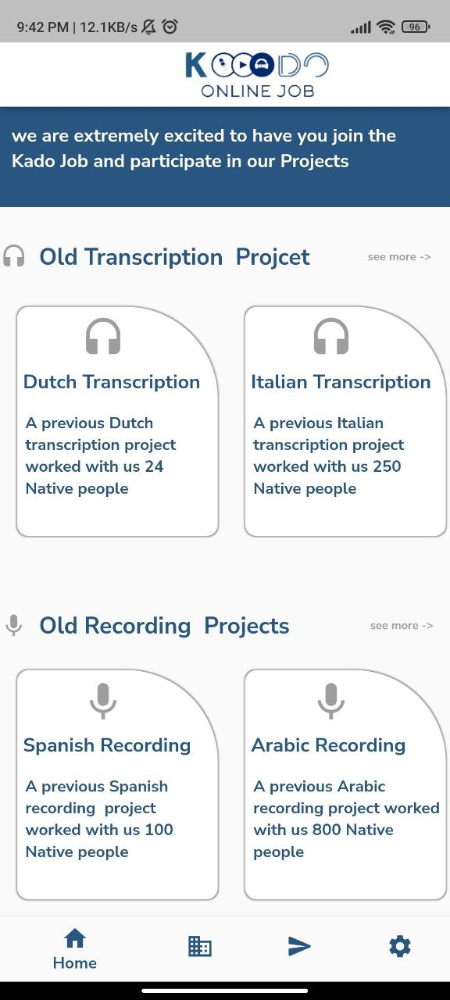 9:42 PM | 12.1KB/s
96
KOOODO
ONLINE JOB
we are extremely excited to have you join the
Kado Job and participate in our Projects
Old Transcription  Projcet
see more ->
Dutch Transcription
A previous Dutch
transcription project
worked with us 24
Native people
Italian Transcription
A previous Italian
transcription project
worked with us 250
Native people
Old Recording  Projects
see more ->
Spanish Recording
A previous Spanish
recording  project
worked with us 100
Native people
Arabic Recording
A previous Arabic
recording project worked
with us 800 Native
people
Home